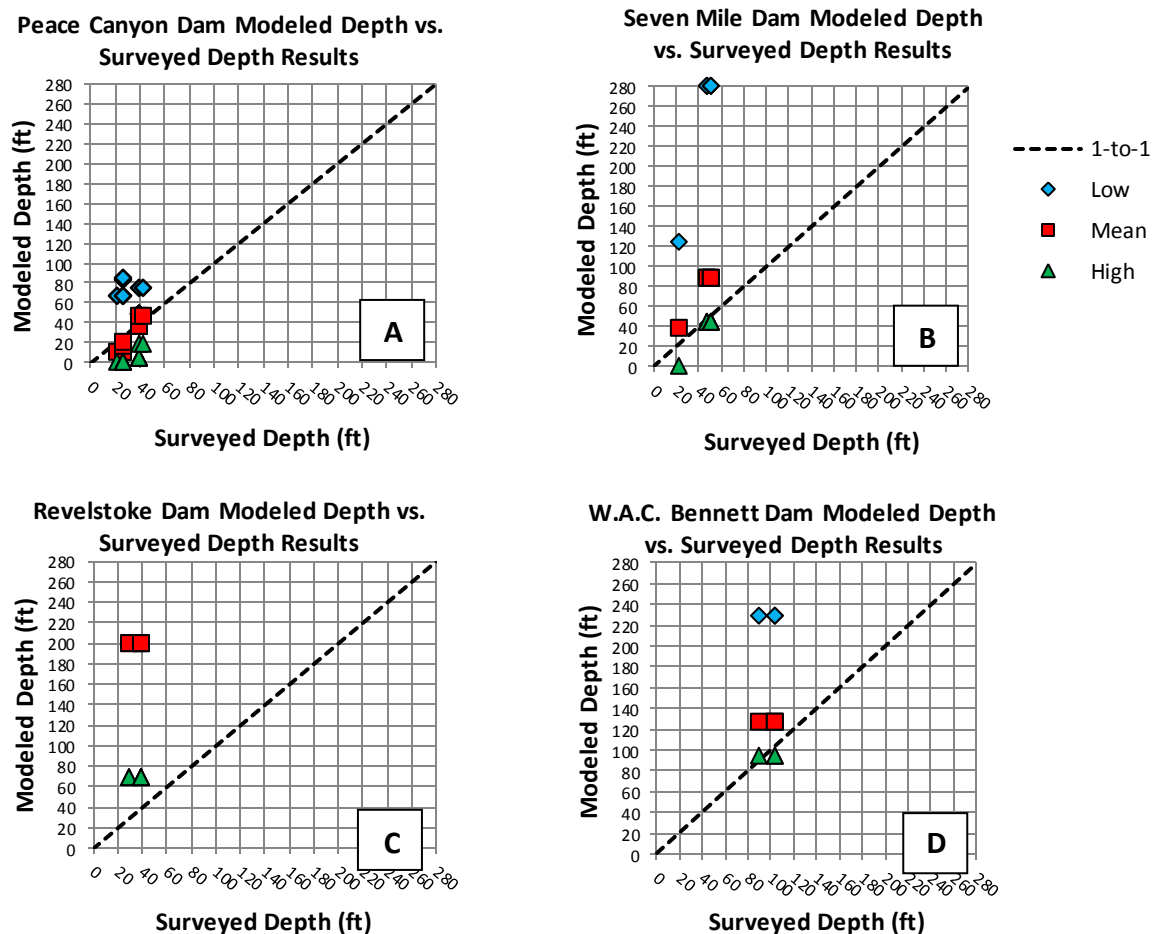 Peace Canyon Dam Modeled Depth vs.
Surveyed Depth Results
280
260
240
220
200
180
160
140
120
100
80
60
40
20
0
Modeled Depth (ft)
A
0 20 40 60 80 100 120 140 160 180 200 220 240 260 280
Surveyed Depth (ft)
Seven Mile Dam Modeled Depth
vs. Surveyed Depth Results
280
260
240
220
200
180
160
140
120
100
80
60
40
20
0
Modeled Depth (ft)
B
0 20 40 60 80 100 120 140 160 180 200 220 240 260 280
Surveyed Depth (ft)
1-to-1
Low
Mean
High
Revelstoke Dam Modeled Depth vs.
Surveyed Depth Results
280
260
240
220
200
180
160
140
120
100
80
60
40
20
0
Modeled Depth (ft)
C
0 20 40 60 80 100 120 140 160 180 200 220 240 260 280
Surveyed Depth (ft)
W.A.C. Bennett Dam Modeled Depth
vs. Surveyed Depth Results
280
260
240
220
200
180
160
140
120
100
80
60
40
20
0
Modeled Depth (ft)
D
0 20 40 60 80 100 120 140 160 180 200 220 240 260 280
Surveyed Depth (ft)